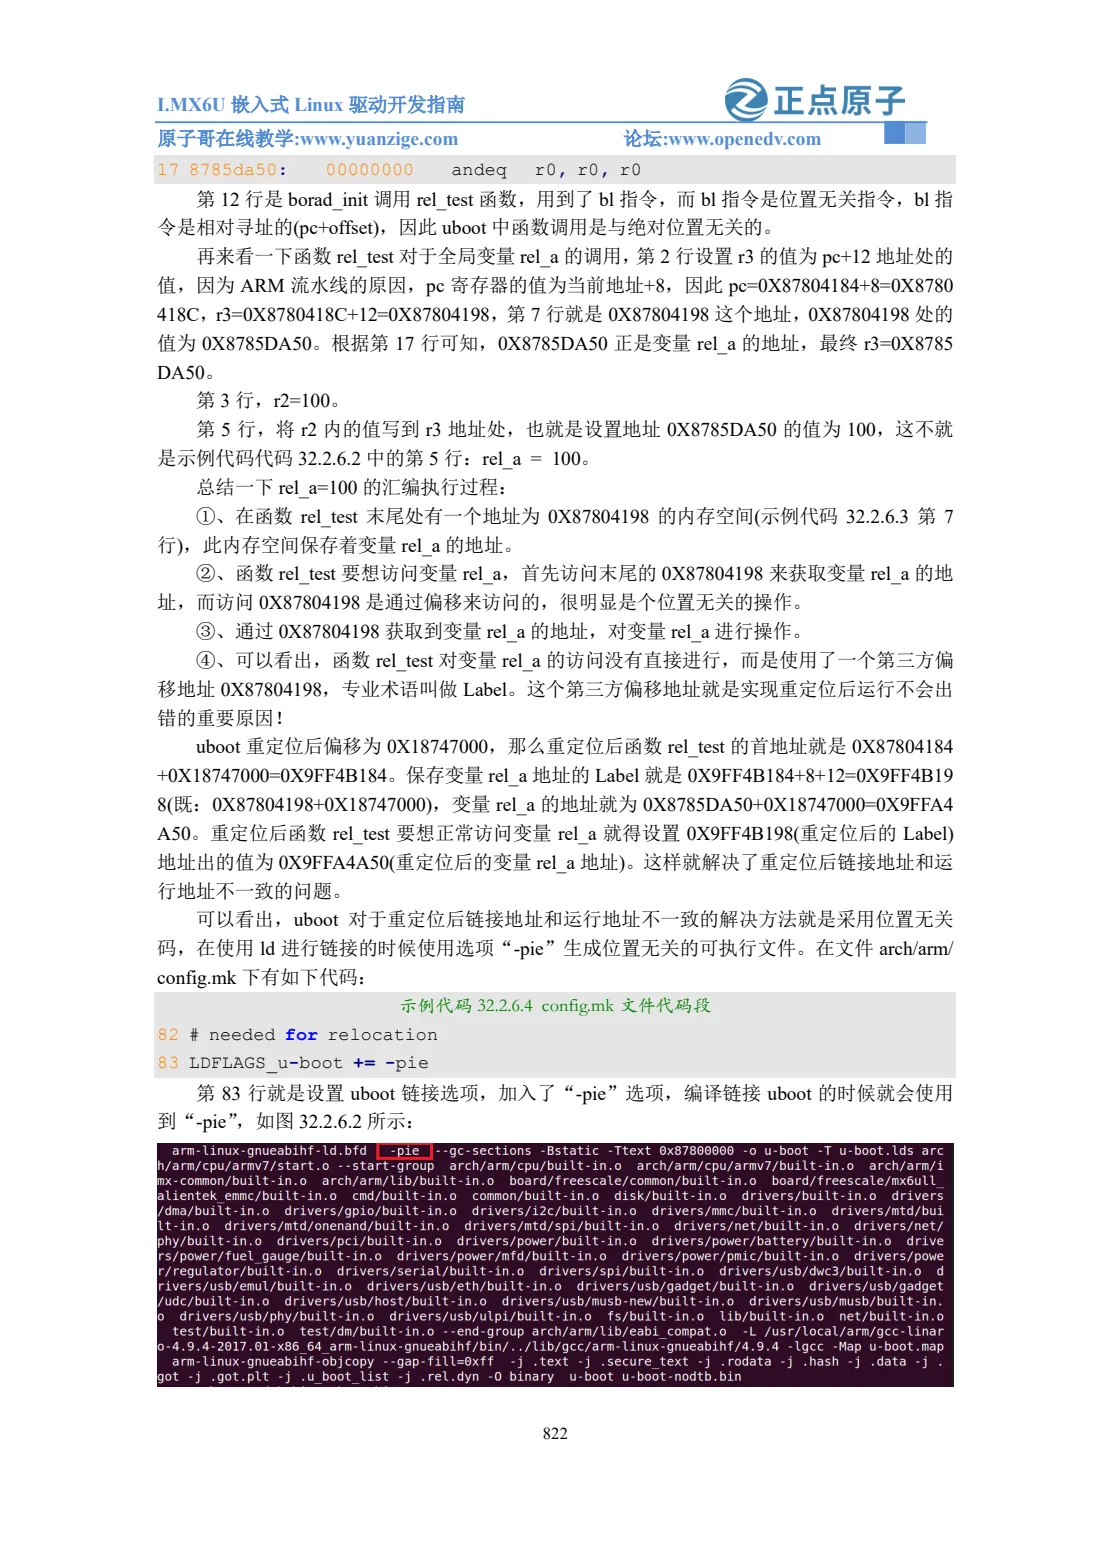 I.MX6U 嵌入式 Linux 驱动开发指南
正点原子
原子哥在线教学:www.yuanzige.com 论坛:www.openedv.com
17 8785da50: 00000000 andeq r0, r0, r0
第 12 行是 borad_init 调用 rel_test 函数，用到了 bl 指令，而 bl 指令是位置无关指令，bl 指
令是相对寻址的(pc+offset)，因此 uboot 中函数调用是与绝对位置无关的。
再来看一下函数 rel_test 对于全局变量 rel_a 的调用，第 2 行设置 r3 的值为 pc+12 地址处的
值，因为 ARM 流水线的原因，pc 寄存器的值为当前地址+8，因此 pc=0X87804184+8=0X8780
418C，r3=0X8780418C+12=0X87804198，第 7 行就是 0X87804198 这个地址，0X87804198 处的
值为 0X8785DA50。根据第 17 行可知，0X8785DA50 正是变量 rel_a 的地址，最终 r3=0X8785
DA50。
第 3 行，r2=100。
第 5 行，将 r2 内的值写到 r3 地址处，也就是设置地址 0X8785DA50 的值为 100，这不就
是示例代码代码 32.2.6.2 中的第 5 行：rel_a = 100。
总结一下 rel_a=100 的汇编执行过程：
①、在函数 rel_test 末尾处有一个地址为 0X87804198 的内存空间(示例代码 32.2.6.3 第 7
行)，此内存空间保存着变量 rel_a 的地址。
②、函数 rel_test 要想访问变量 rel_a，首先访问末尾的 0X87804198 来获取变量 rel_a 的地
址，而访问 0X87804198 是通过偏移来访问的，很明显是个位置无关的操作。
③、通过 0X87804198 获取到变量 rel_a 的地址，对变量 rel_a 进行操作。
④、可以看出，函数 rel_test 对变量 rel_a 的访问没有直接进行，而是使用了一个第三方偏
移地址 0X87804198，专业术语叫做 Label。这个第三方偏移地址就是实现重定位后运行不会出
错的重要原因！
uboot 重定位后偏移为 0X18747000，那么重定位后函数 rel_test 的首地址就是 0X87804184
+0X18747000=0X9FF4B184。保存变量 rel_a 地址的 Label 就是 0X9FF4B184+8+12=0X9FF4B19
8(既：0X87804198+0X18747000)，变量 rel_a 的地址就为 0X8785DA50+0X18747000=0X9FFA4
A50。重定位后函数 rel_test 要想正常访问变量 rel_a 就得设置 0X9FF4B198(重定位后的 Label)
地址出的值为 0X9FFA4A50(重定位后的变量 rel_a 地址)。这样就解决了重定位后链接地址和运
行地址不一致的问题。
可以看出，uboot 对于重定位后链接地址和运行地址不一致的解决方法就是采用位置无关
码，在使用 ld 进行链接的时候使用选项“-pie”生成位置无关的可执行文件。在文件 arch/arm/
config.mk 下有如下代码：
示例代码 32.2.6.4 config.mk 文件代码段
82 # needed for relocation
83 LDFLAGS_u-boot += -pie
第 83 行就是设置 uboot 链接选项，加入了“-pie”选项，编译链接 uboot 的时候就会使用
到“-pie”，如图 32.2.6.2 所示：
arm-linux-gnueabihf-ld.bfd -pie --gc-sections -Bstatic -Ttext 0x87800000 -o u-boot -T u-boot.lds arc
h/arm/cpu/armv7/start.o --start-group arch/arm/cpu/built-in.o arch/arm/cpu/armv7/built-in.o arch/arm/i
mx-common/built-in.o arch/arm/lib/built-in.o board/freescale/common/built-in.o board/freescale/mx6ull_
alientek_emmc/built-in.o cmd/built-in.o common/built-in.o disk/built-in.o drivers/built-in.o drivers
/dma/built-in.o drivers/gpio/built-in.o drivers/i2c/built-in.o drivers/mmc/built-in.o drivers/mtd/bui
lt-in.o drivers/mtd/onenand/built-in.o drivers/mtd/spi/built-in.o drivers/net/built-in.o drivers/net/
phy/built-in.o drivers/pci/built-in.o drivers/power/built-in.o drivers/power/battery/built-in.o drive
rs/power/fuel_gauge/built-in.o drivers/power/mfd/built-in.o drivers/power/pmic/built-in.o drivers/powe
r/regulator/built-in.o drivers/serial/built-in.o drivers/spi/built-in.o drivers/usb/dwc3/built-in.o d
rivers/usb/emul/built-in.o drivers/usb/eth/built-in.o drivers/usb/gadget/built-in.o drivers/usb/gadget
/udc/built-in.o drivers/usb/host/built-in.o drivers/usb/musb-new/built-in.o drivers/usb/musb/built-in.
o drivers/usb/phy/built-in.o drivers/usb/ulpi/built-in.o fs/built-in.o lib/built-in.o net/built-in.o
test/built-in.o test/dm/built-in.o --end-group arch/arm/lib/eabi_compat.o -L /usr/local/arm/gcc-linar
o-4.9.4-2017.01-x86_64_arm-linux-gnueabihf/bin/../lib/gcc/arm-linux-gnueabihf/4.9.4 -lgcc -Map u-boot.map
arm-linux-gnueabihf-objcopy --gap-fill=0xff -j .text -j .secure_text -j .rodata -j .hash -j .data -j .
got -j .got.plt -j .u_boot_list -j .rel.dyn -O binary u-boot u-boot-nodtb.bin
822